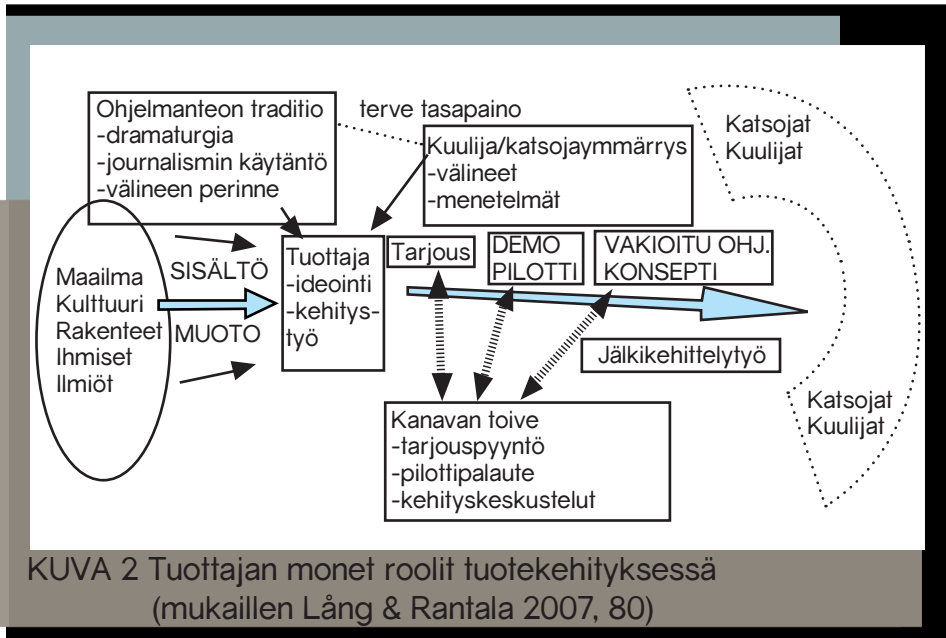 Ohjelmanteon traditio
-dramaturgia
-journalismin käytäntö
-välineen perinne
terve tasapaino
Kuulija/katsojaymmärrys
-välineet
-menetelmät
Katsojat
Kuulijat
Maailma
Kulttuuri
Rakenteet
Ihmiset
Ilmiöt
SISÄLTÖ
MUOTO
Tuottaja
-ideointi
-kehitys-
työ
Tarjous
DEMO
PILOTTI
VAKIOITU OHJ.
KONSEPTI
Jälkikehittelytyö
Kanavan toive
-tarjouspyyntö
-pilottipalaute
-kehityskeskustelut
Katsojat
Kuulijat
KUVA 2 Tuottajan monet roolit tuotekehityksessä
(mukaillen Lång & Rantala 2007, 80)